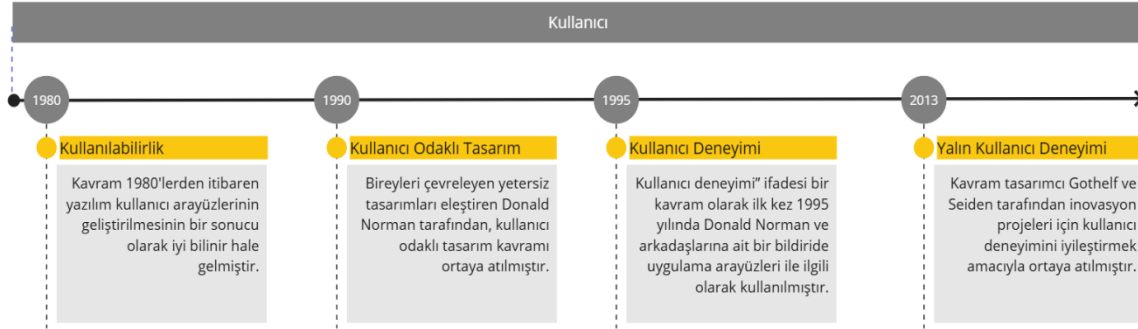 Kullanıcı
1980
1990
1995
2013
Kullanılabilirlik
Kavram 1980'lerden itibaren
yazılım kullanıcı arayüzlerinin
geliştirilmesinin bir sonucu
olarak iyi bilinir hale
gelmiştir.
Kullanıcı Odaklı Tasarım
Bireyleri çevreleyen yetersiz
tasarımları eleştiren Donald
Norman tarafından, kullanıcı
odaklı tasarım kavramı
ortaya atılmıştır.
Kullanıcı Deneyimi
Kullanıcı deneyimi” ifadesi bir
kavram olarak ilk kez 1995
yılında Donald Norman ve
arkadaşlarına ait bir bildiride
uygulama arayüzleri ile ilgili
olarak kullanılmıştır.
Yalın Kullanıcı Deneyimi
Kavram tasarımcı Gothelf ve
Seiden tarafından inovasyon
projeleri için kullanıcı
deneyimini iyileştirmek
amacıyla ortaya atılmıştır.